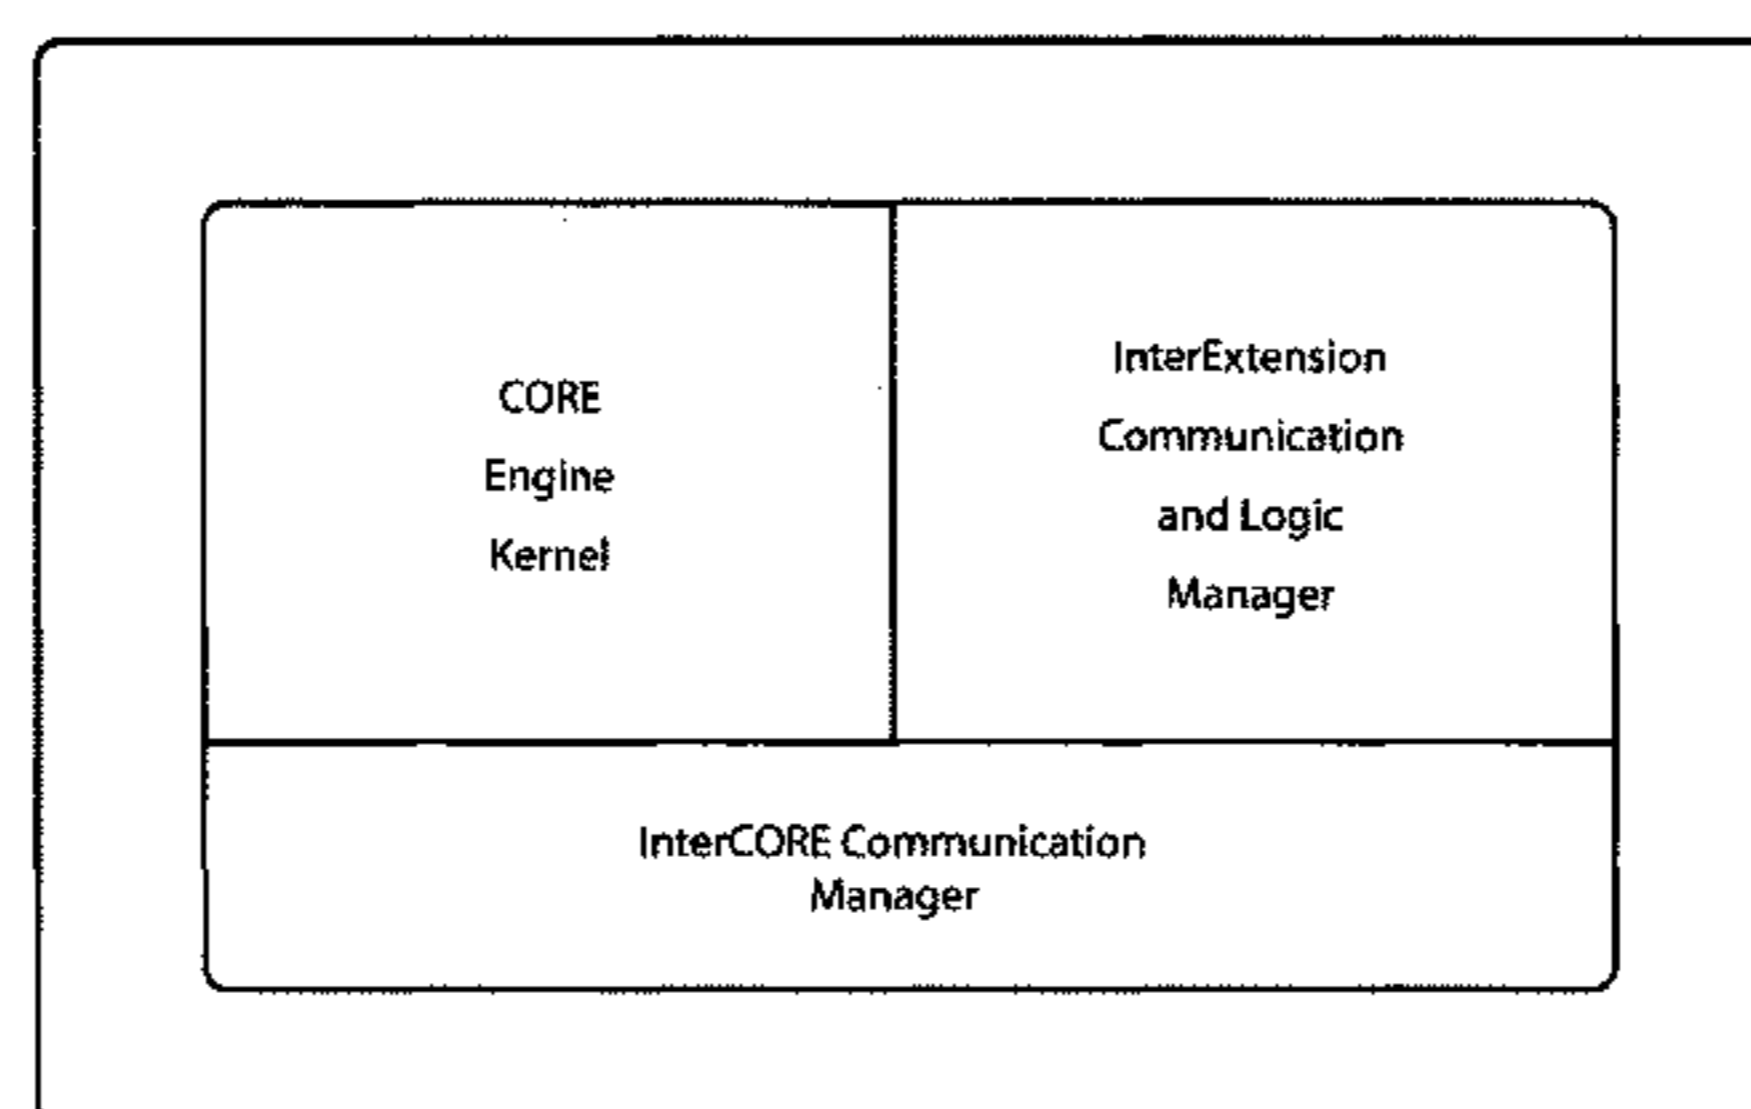 CORE
Engine
Kernel
InterExtension
Communication
and Logic
Manager
InterCORE Communication
Manager